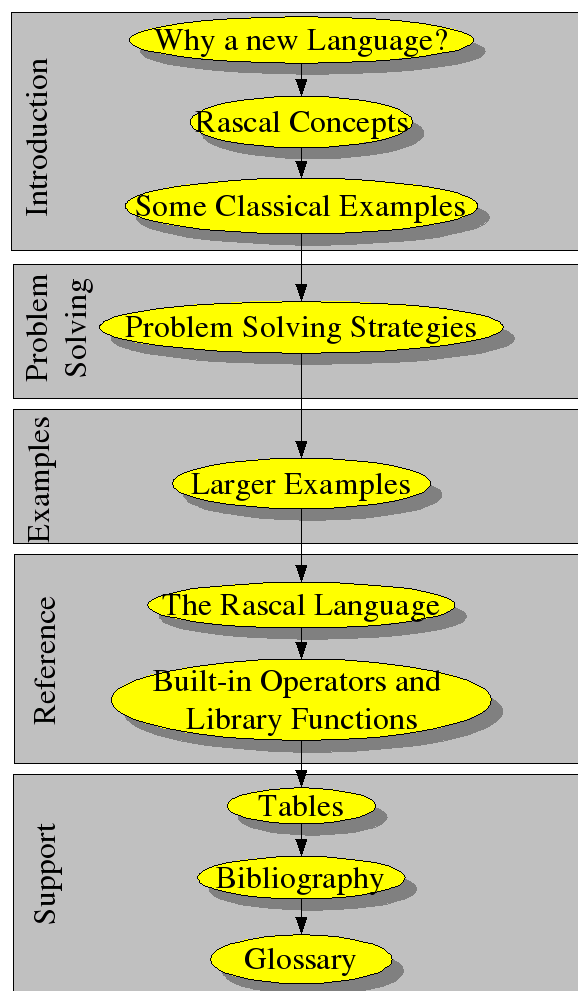 Introduction
Why a new Language?
Rascal Concepts
Some Classical Examples
Problem
Solving
Problem Solving Strategies
Examples
Larger Examples
Reference
The Rascal Language
Built-in Operators and
Library Functions
Support
Tables
Bibliography
Glossary